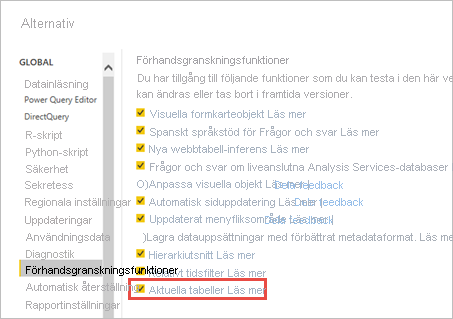 Alternativ
GLOBAL
Datainläsning
Power Query Editor
DirectQuery
R-skript
Python-skript
Säkerhet
Sekretess
Regionala inställningar
Uppdateringar
Användningsdata
Diagnostik
Förhandsgranskningsfunktioner
Automatisk återställning
Rapportinställningar
Förhandsgranskningsfunktioner
Du har tillgång till följande funktioner som du kan testa i den här ve
kan ändras eller tas bort i framtida versioner.
Visuella formkarteobjekt Läs mer
Spanskt språkstöd för Frågor och svar Läs mer
Nya webbtabell-inferens Läs mer
Frågor och svar om liveanslutna Analysis Services-databaser
O)Anpassa visuella objekt Läs mer | Dela feedback
Automatisk siduppdatering Läs mer | Dela feedback
Uppdaterat menyfliksområde Läs mer | Dela feedback
)Lagra datauppsättningar med förbättrat metadataformat. Läs me
Hierarkiutsnitt Läs mer
Relativt tidsfilter Läs mer
Aktuella tabeller Läs mer